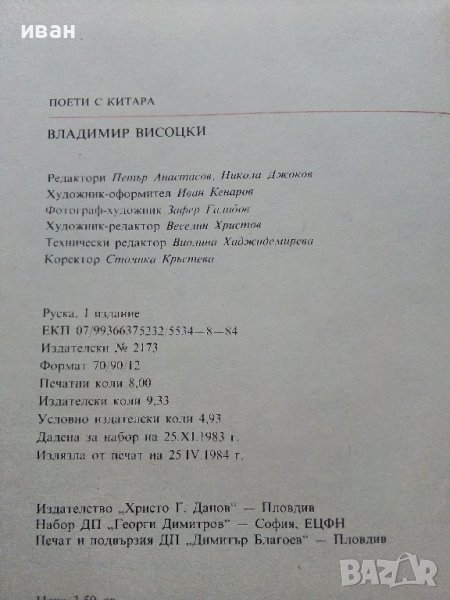 иван
ПОЕТИ С КИТАРА
ВЛАДИМИР ВИСОЦКИ
Редактори Петър Анастасов, Никола Джоков
Художник-оформител Иван Кенаров
Фотограф-художник Зафер Галибов
Художник-редактор Веселин Христов
Технически редактор Виолина Хаджидемирева
Коректор Стойка Кръстева
Руска. I издание
ЕКП 07/99366375232/5534—8—84
Издателски № 2173
Формат 70/90/12
Печатни коли 8,00
Издателски коли 9,33
Условно издателски коли 4,93
Дадена за набор на 25.XI.1983 г.
Излязла от печат на 25 IV.1984 г.
Издателство „Христо Г. Данов“ — Пловдив
Набор ДП „Георги Димитров“ — София, ЕЦФН
Печат и подвързия ДП „Димитър Благоев“ — Пловдив
BAZAR.bg